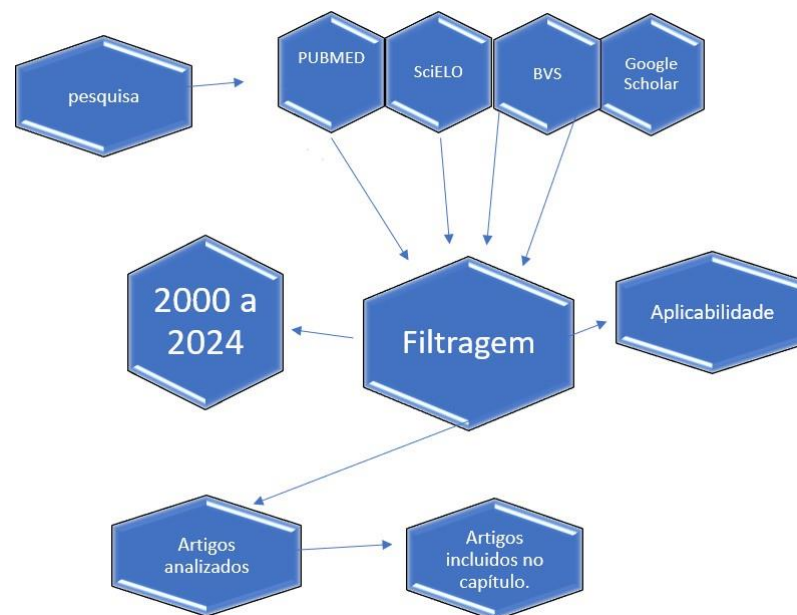 pesquisa
PUBMED
SciELO
BVS
Google
Scholar
2000 a
2024
Filtragem
Aplicabilidade
Artigos
analizados
Artigos
incluidos no
capítulo.